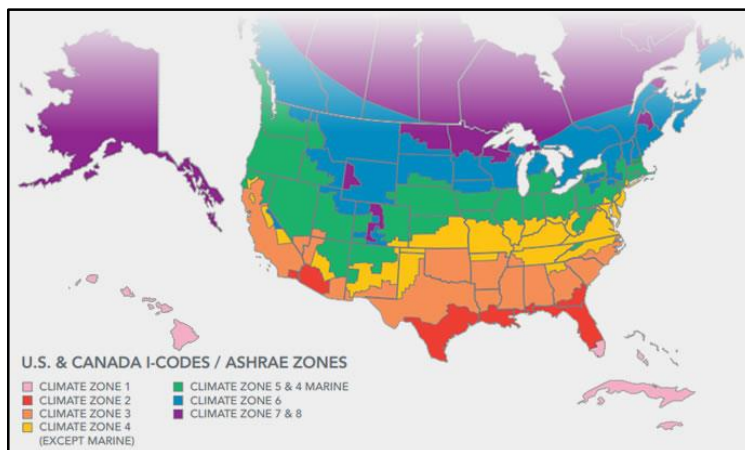 U.S. & CANADA I-CODES / ASHRAE ZONES
CLIMATE ZONE 1
CLIMATE ZONE 2
CLIMATE ZONE 3
CLIMATE ZONE 4
(EXCEPT MARINE)
CLIMATE ZONE 5 & 4 MARINE
CLIMATE ZONE 6
CLIMATE ZONE 7 & 8